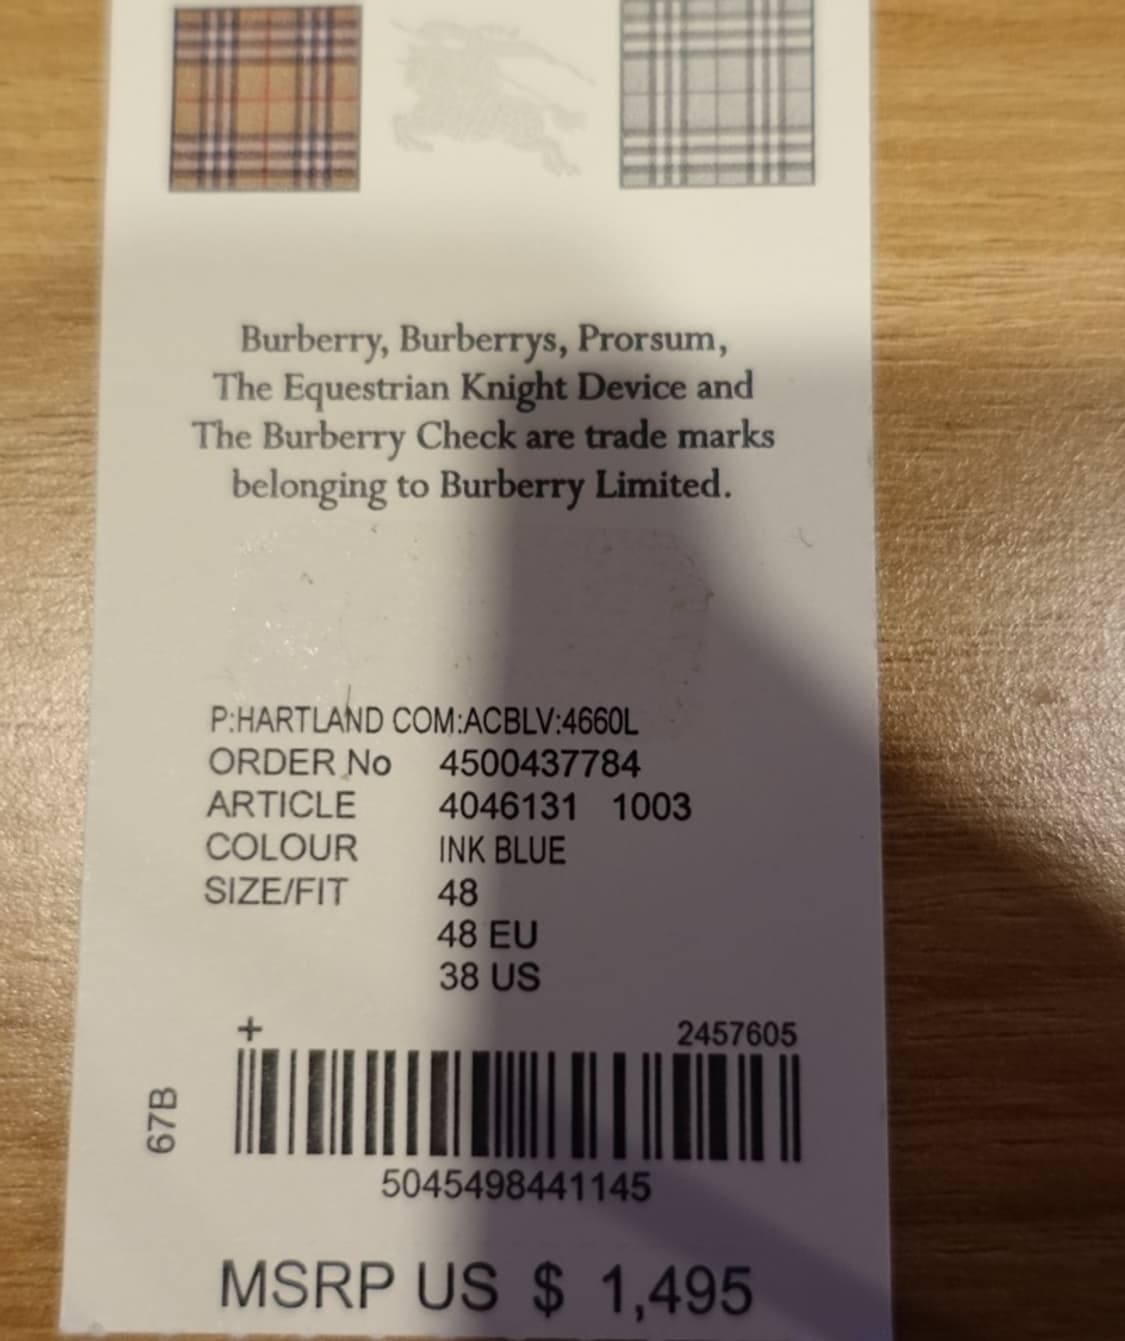 Burberry, Burberrys, Prorsum,
The Equestrian Knight Device and
The Burberry Check are trade marks
belonging to Burberry Limited.
P:HARTLAND COM:ACBLV:4660L
ORDER No 4500437784
ARTICLE 4046131 1003
COLOUR INK BLUE
SIZE/FIT 48
48 EU
38 US
+ 2457605
67B
5045498441145
MSRP US $ 1,495